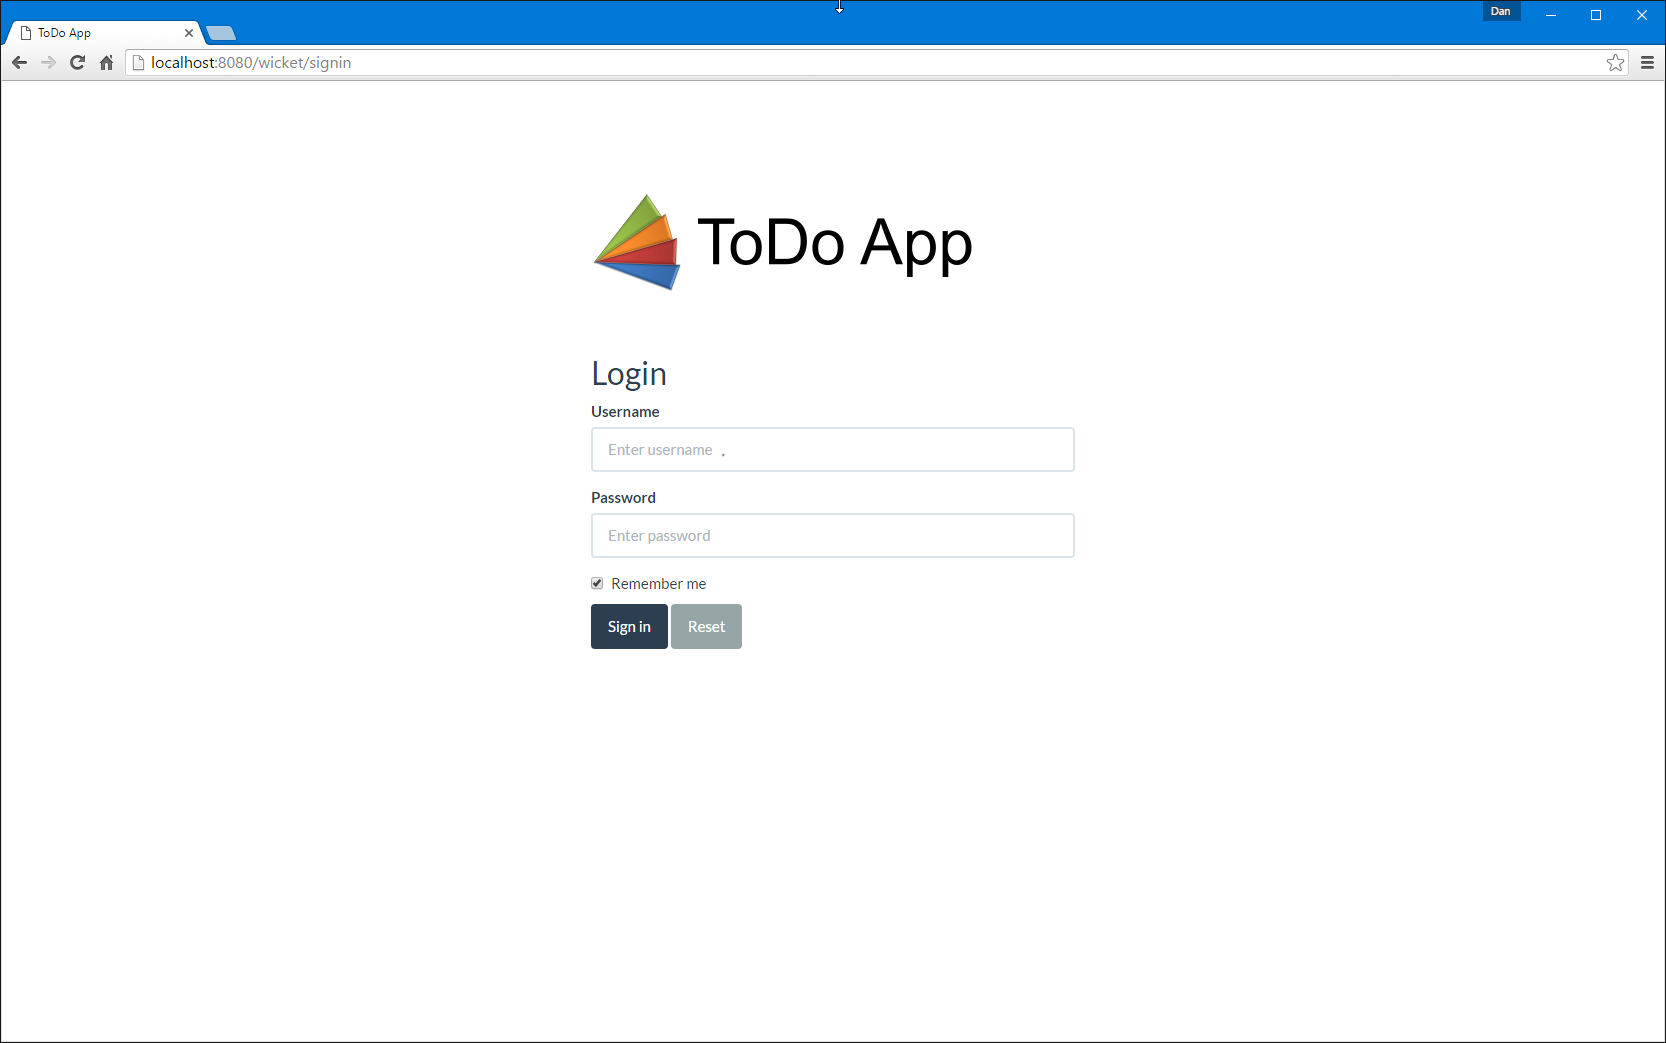 Dan
ToDo App
localhost:8080/wicket/signin
ToDo App
Login
Username
Enter username
Password
Enter password
Remember me
Sign in Reset